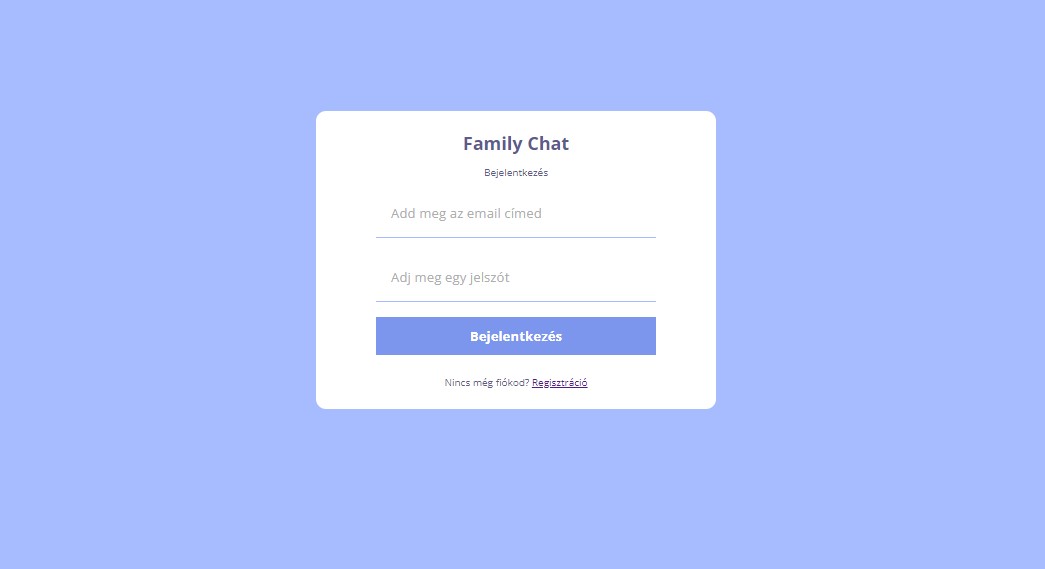 Family Chat
Bejelentkezés
Add meg az email címed
Adj meg egy jelszót
Bejelentkezés
Nincs még fiókod? Regisztráció